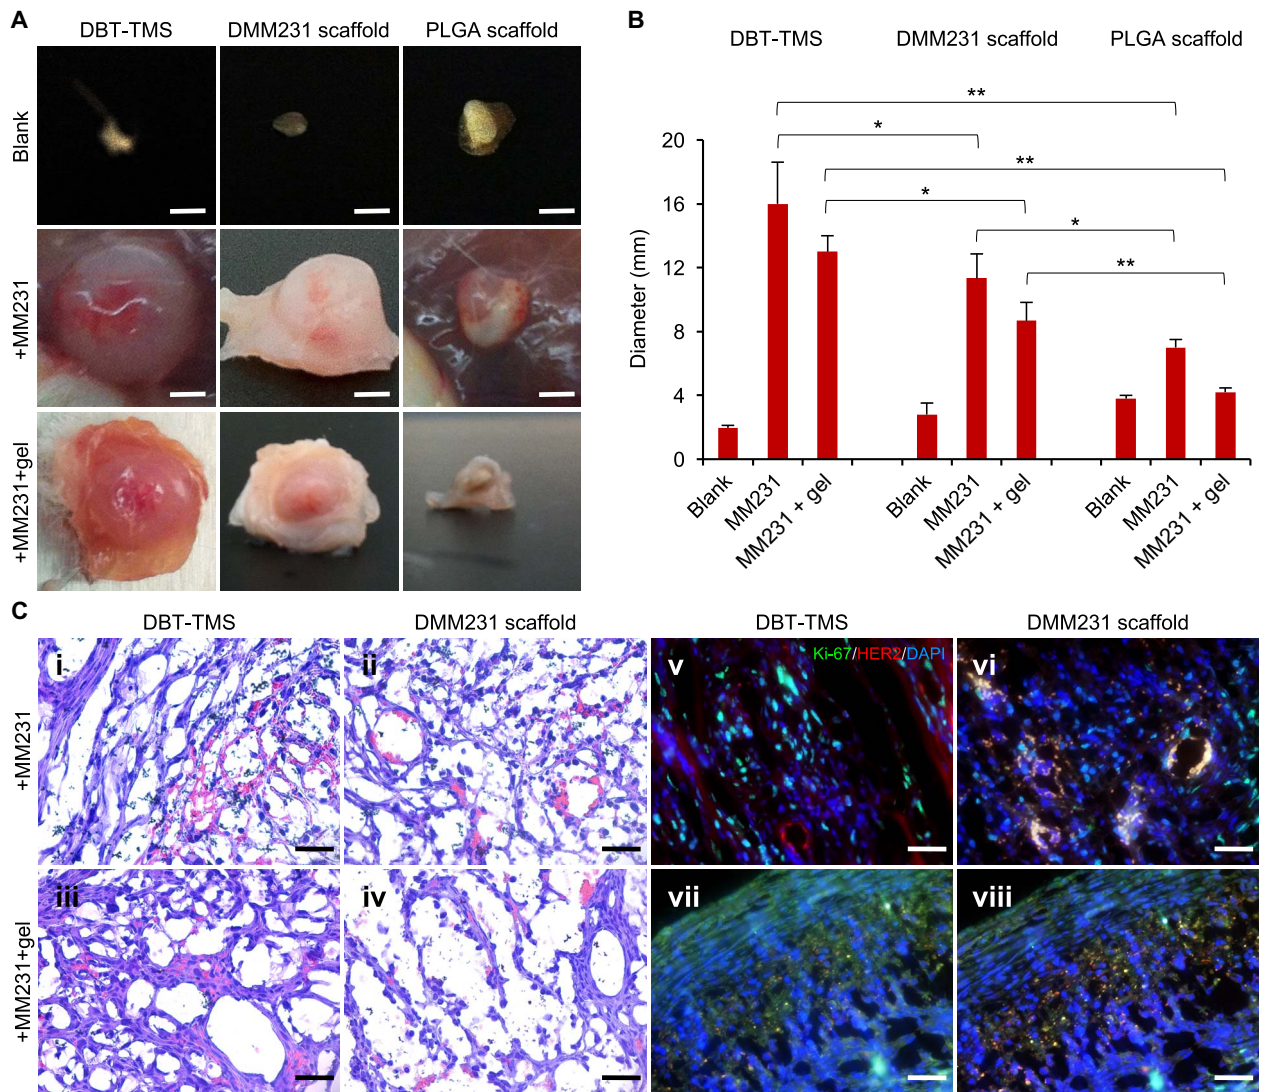 A
DBT-TMS
DMM231 scaffold
PLGA scaffold
Blank
+MM231
+MM231+gel
B
DBT-TMS
DMM231 scaffold
PLGA scaffold
**
*
**
*
*
**
Diameter (mm)
20
16
12
8
4
0
Blank
MM231
MM231 + gel
Blank
MM231
MM231 + gel
Blank
MM231
MM231 + gel
C
DBT-TMS
DMM231 scaffold
DBT-TMS
DMM231 scaffold
+MM231
i
ii
v
Ki-67/HER2/DAPI
vi
+MM231+gel
iii
iv
vii
viii